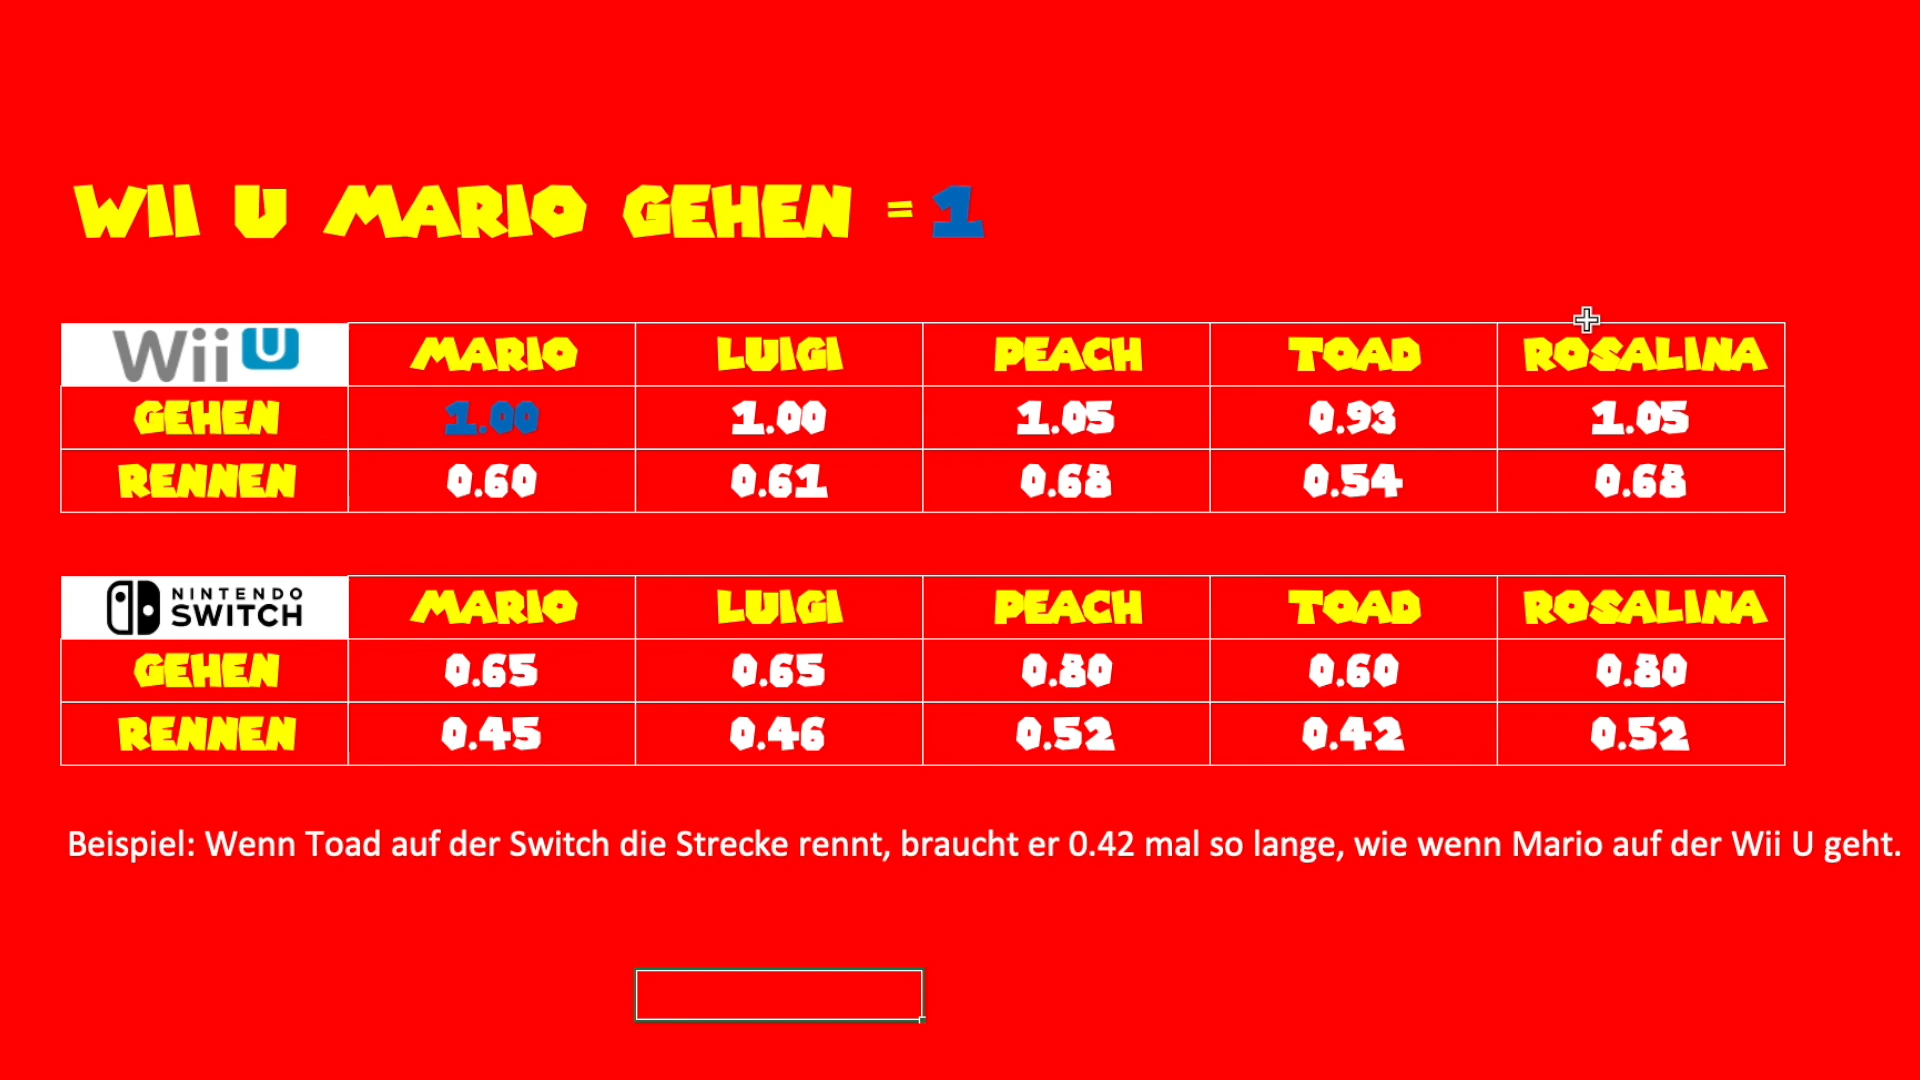 WII U MARIO GEHEN = 1
Wii U MARIO LUIGI PEACH TOAD ROSALINA
GEHEN 1.00 1.00 1.05 0.93 1.05
RENNEN 0.60 0.61 0.68 0.54 0.68
NINTENDO SWITCH MARIO LUIGI PEACH TOAD ROSALINA
GEHEN 0.65 0.65 0.80 0.60 0.80
RENNEN 0.45 0.46 0.52 0.42 0.52
Beispiel: Wenn Toad auf der Switch die Strecke rennt, braucht er 0.42 mal so lange, wie wenn Mario auf der Wii U geht.